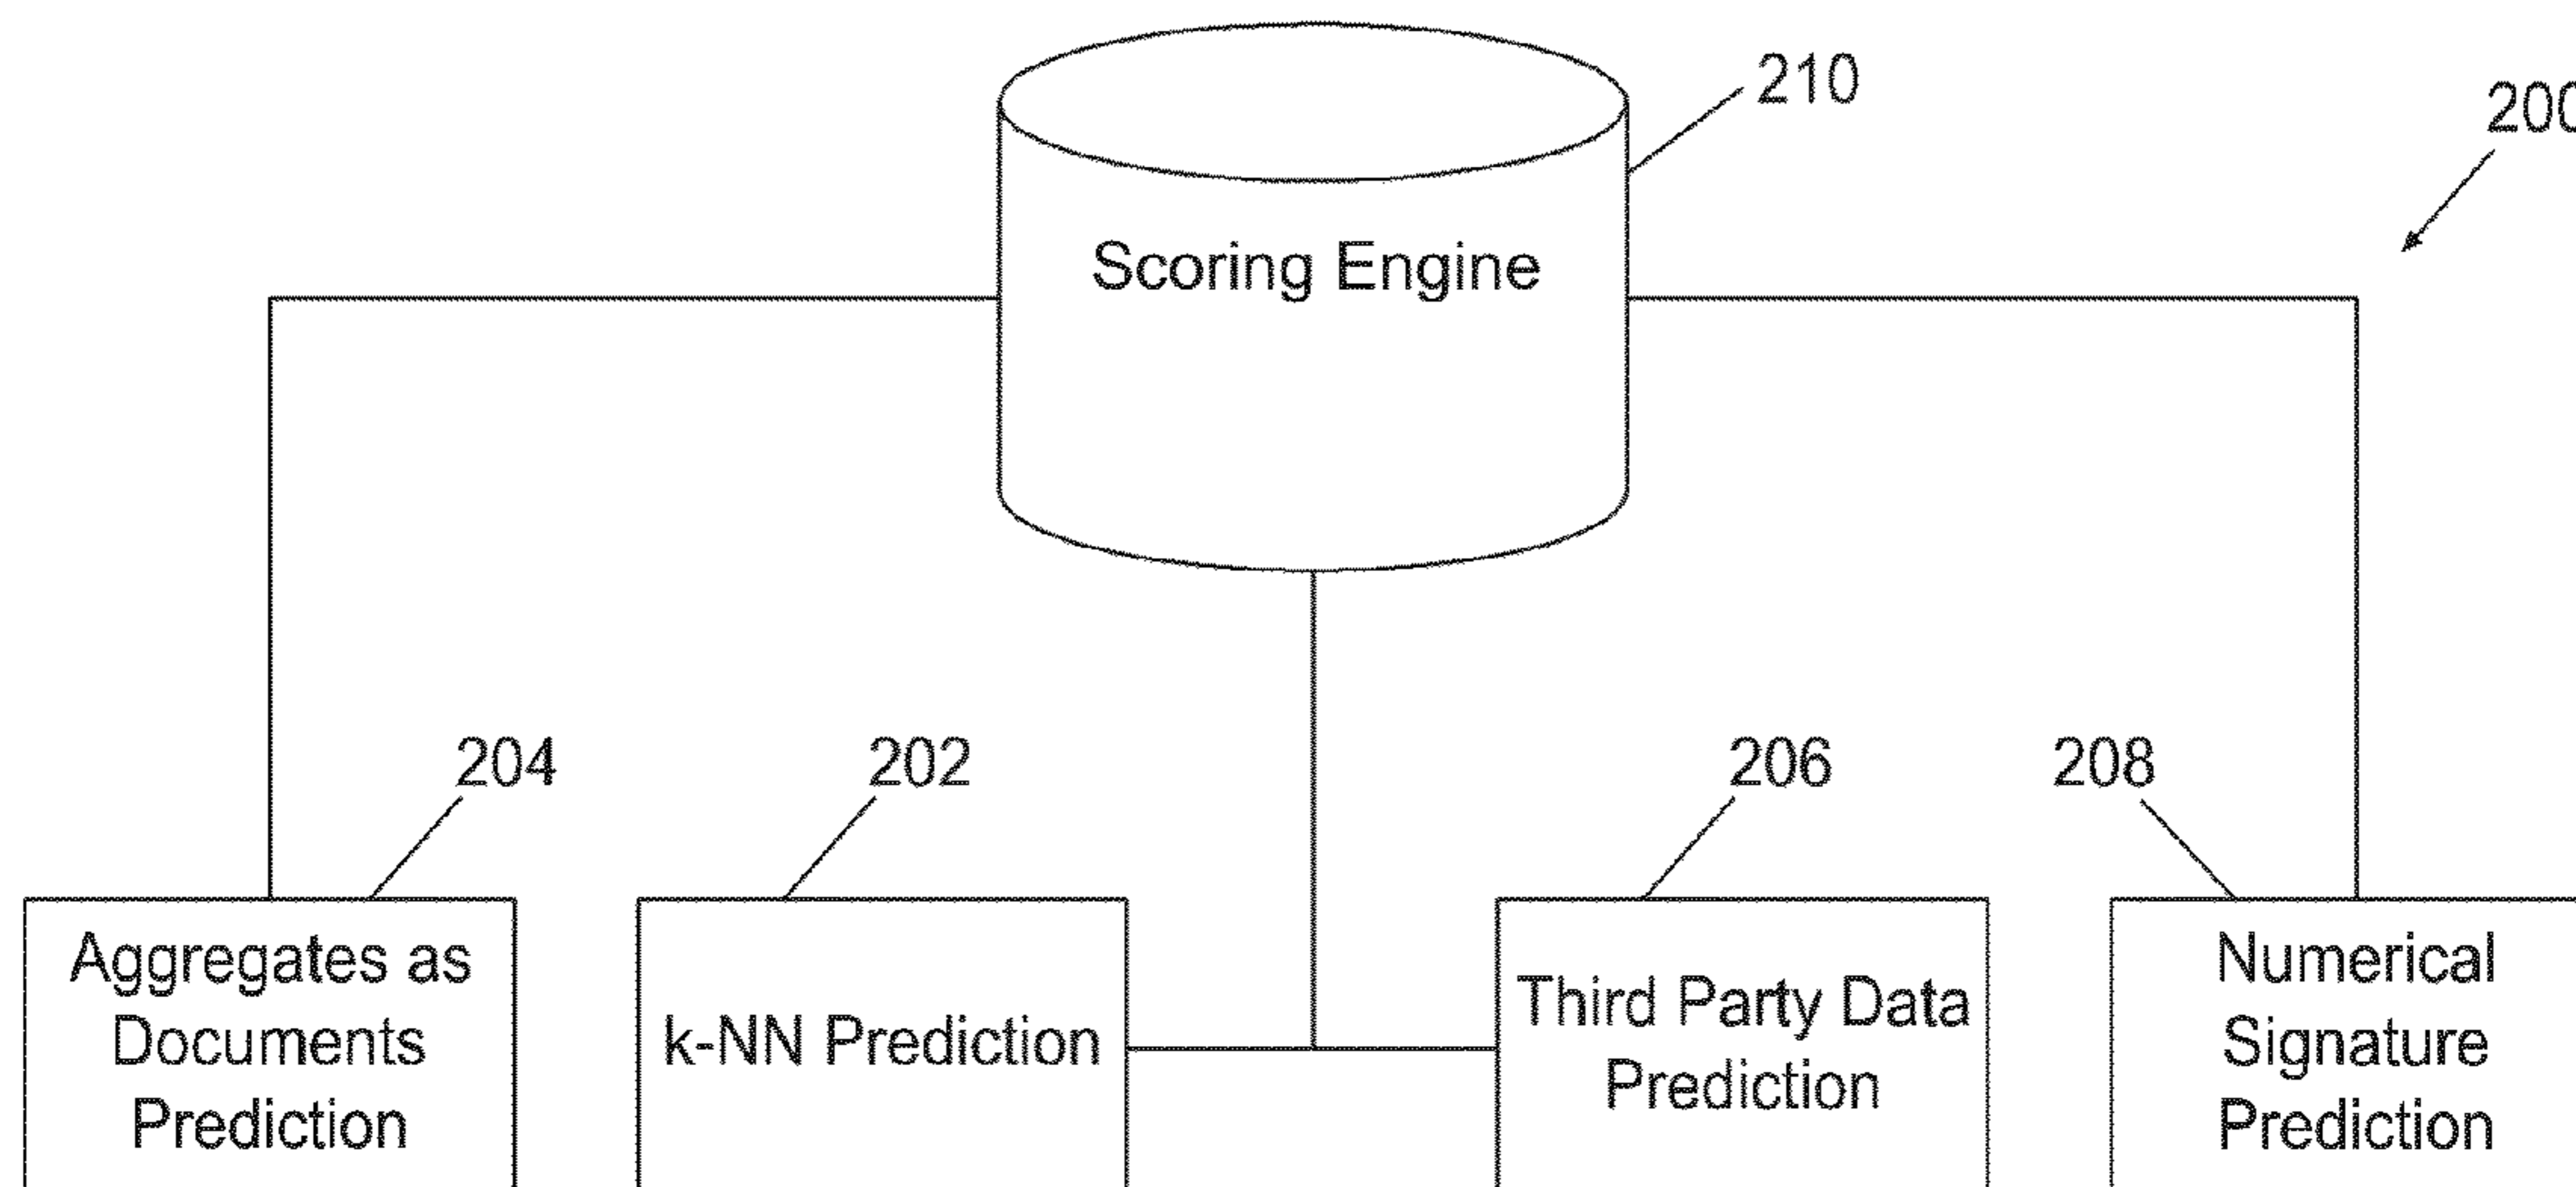 210
200
Scoring Engine
204
202
206
208
Aggregates as
Documents
Prediction
k-NN Prediction
Third Party Data
Prediction
Numerical
Signature
Prediction